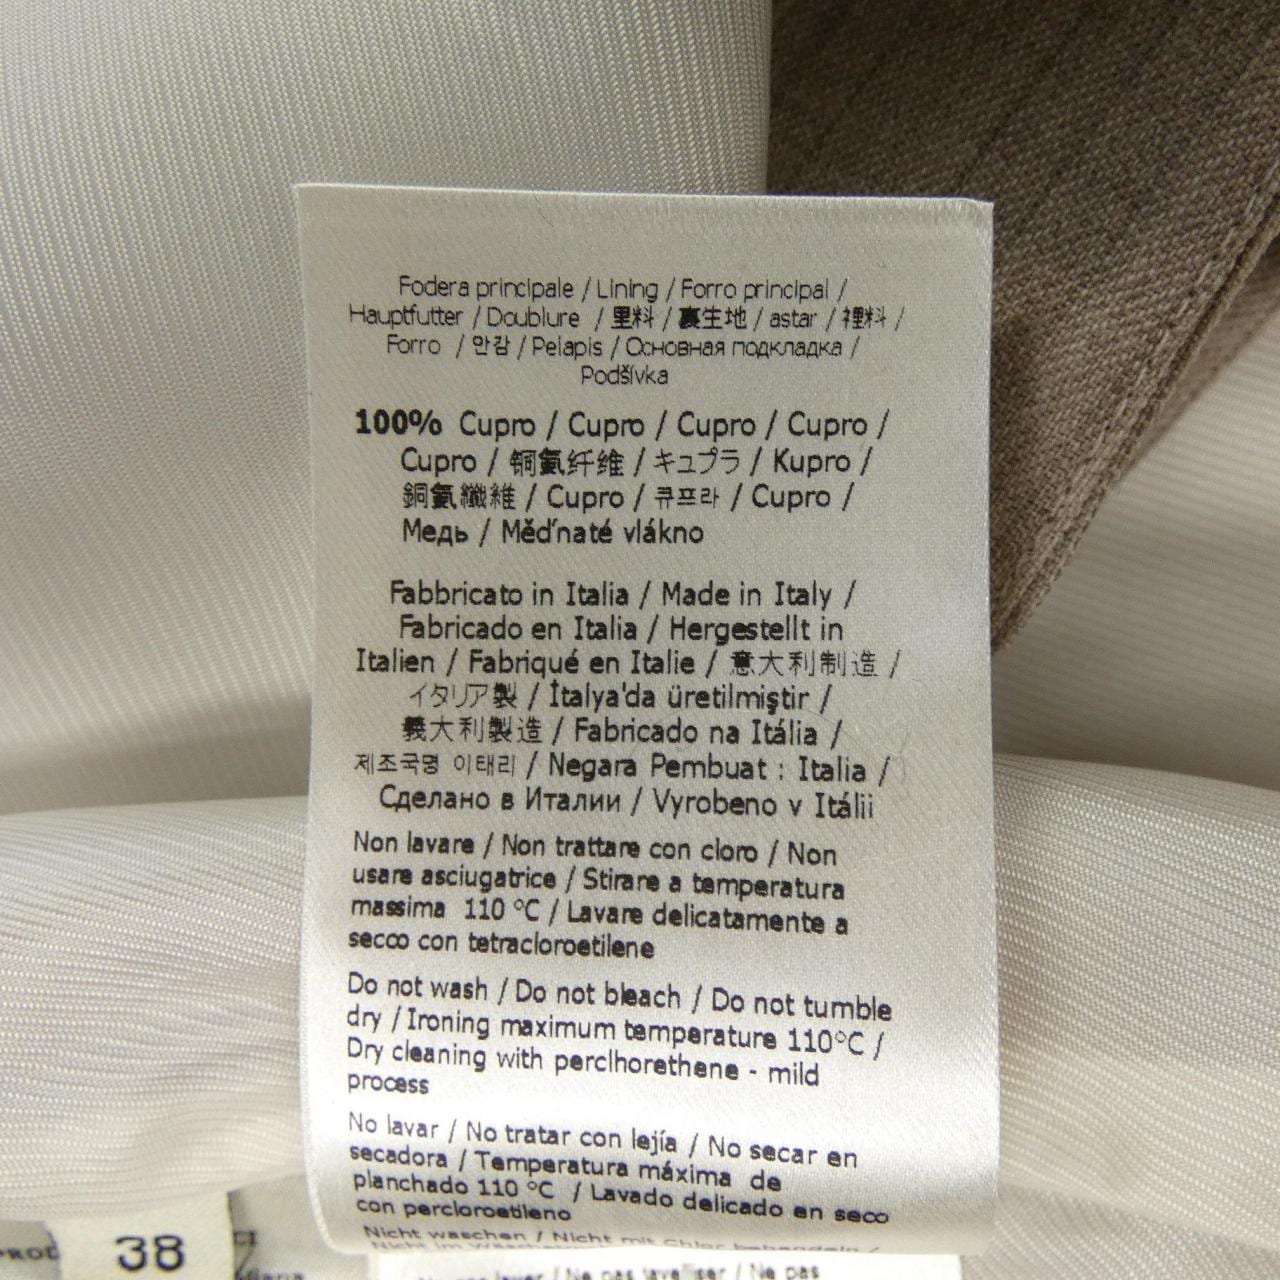 Fodera principale / Lining / Forro principal /
Hauptfutter / Doublure / 里料 / 裏生地 / astar / 裡料 /
Forro / 안감 / Pelapis / Основная подкладка /
Podšívka
100% Cupro / Cupro / Cupro / Cupro /
Cupro / 铜氨纤维 / キュプラ / Kupro /
銅氨纖維 / Cupro / 큐프라 / Cupro /
Медь / Měďnaté vlákno
Fabbricato in Italia / Made in Italy /
Fabricado en Italia / Hergestellt in
Italien / Fabriqué en Italie / 意大利制造 /
イタリア製 / İtalya'da üretilmiştir /
義大利製造 / Fabricado na Itália /
제조국명 이태리 / Negara Pembuat : Italia /
Сделано в Италии / Vyrobeno v Itálii
Non lavare / Non trattare con cloro / Non
usare asciugatrice / Stirare a temperatura
massima 110 °C / Lavare delicatamente a
secco con tetracloroetilene
Do not wash / Do not bleach / Do not tumble
dry / Ironing maximum temperature 110°C /
Dry cleaning with perclhorethene - mild
process
No lavar / No tratar con lejía / No secar en
secadora / Temperatura máxima de
planchado 110 °C / Lavado delicado en seco
con percloroetileno
Nicht waschen / Nicht mit Chlor behandeln /
38